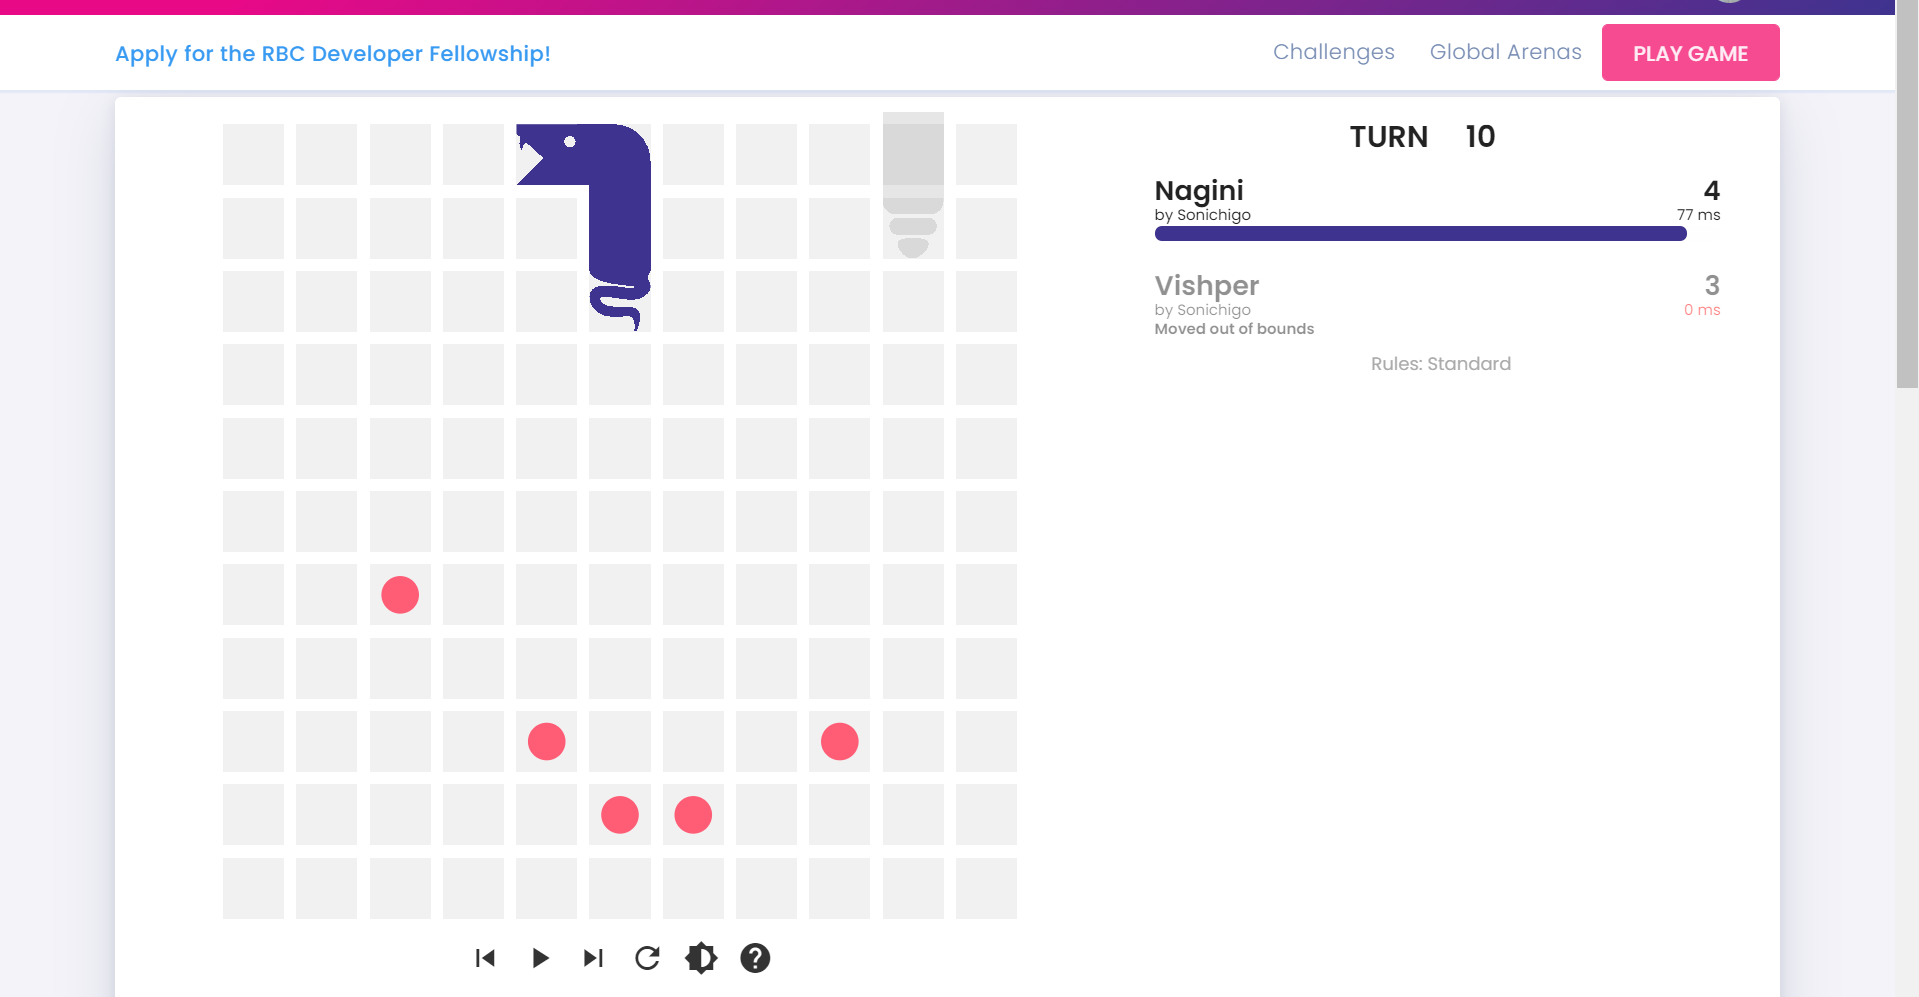 Apply for the RBC Developer Fellowship!
Challenges
Global Arenas
PLAY GAME
TURN 10
Nagini 4
by Sonichigo 77 ms
Vishper 3
by Sonichigo 0 ms
Moved out of bounds
Rules: Standard